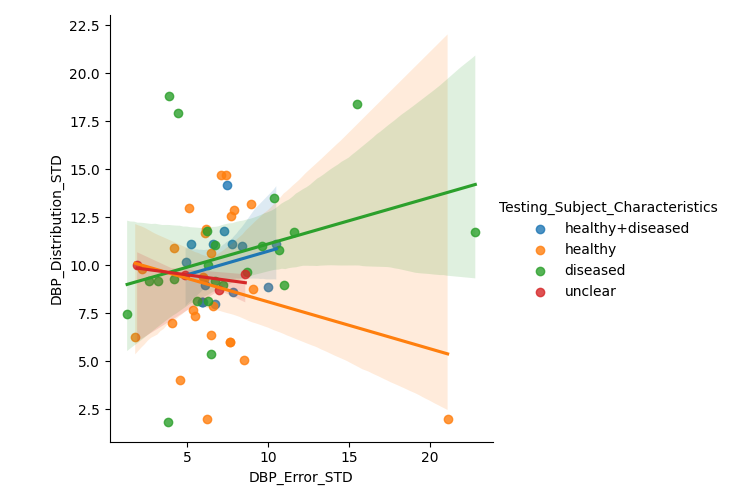 22.5
20.0
17.5
15.0
12.5
10.0
7.5
5.0
2.5
DBP_Distribution_STD
5
10
15
20
DBP_Error_STD
Testing_Subject_Characteristics
healthy+diseased
healthy
diseased
unclear